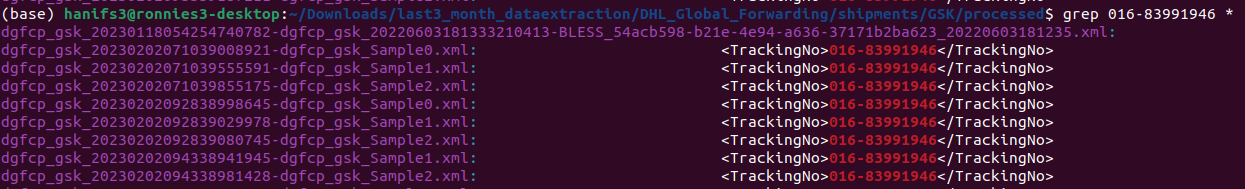 (base) hanifs3@ronnies3-desktop:~/Downloads/last3_month_dataextraction/DHL_Global_Forwarding/shipments/GSK/processed$ grep 016-83991946 *
dgfcp_gsk_20230118054254740782-dgfcp_gsk_20220603181333210413-BLESS_54acb598-b21e-4e94-a636-37171b2ba623_20220603181235.xml:
dgfcp_gsk_20230202071039008921-dgfcp_gsk_Sample0.xml: <TrackingNo>016-83991946</TrackingNo>
dgfcp_gsk_20230202071039555591-dgfcp_gsk_Sample1.xml: <TrackingNo>016-83991946</TrackingNo>
dgfcp_gsk_20230202071039855175-dgfcp_gsk_Sample2.xml: <TrackingNo>016-83991946</TrackingNo>
dgfcp_gsk_20230202092838998645-dgfcp_gsk_Sample0.xml: <TrackingNo>016-83991946</TrackingNo>
dgfcp_gsk_20230202092839029978-dgfcp_gsk_Sample1.xml: <TrackingNo>016-83991946</TrackingNo>
dgfcp_gsk_20230202092839080745-dgfcp_gsk_Sample2.xml: <TrackingNo>016-83991946</TrackingNo>
dgfcp_gsk_20230202094338941945-dgfcp_gsk_Sample1.xml: <TrackingNo>016-83991946</TrackingNo>
dgfcp_gsk_20230202094338981428-dgfcp_gsk_Sample2.xml: <TrackingNo>016-83991946</TrackingNo>